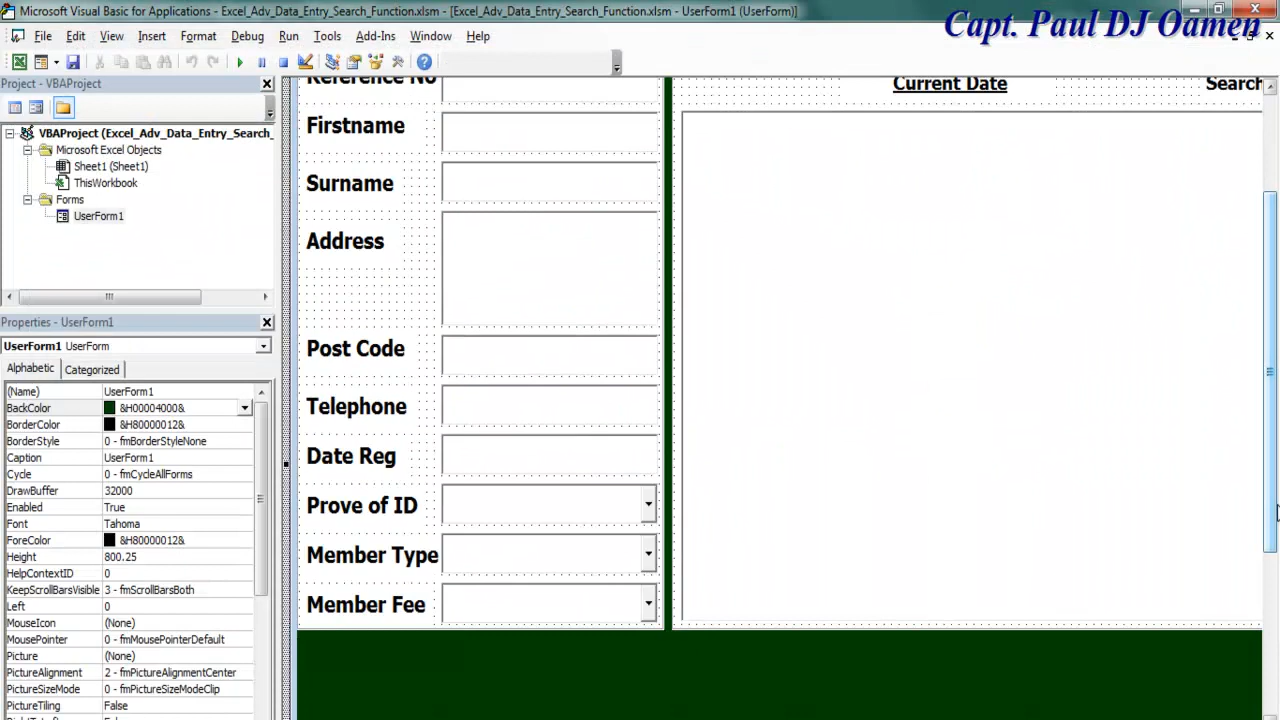 Microsoft Visual Basic for Applications - Excel_Adv_Data_Entry_Search_Function.xlsm - [Excel_Adv_Data_Entry_Search_Function.xlsm - UserForm1 (UserForm)]
Capt. Paul DJ Oamen
File Edit View Insert Format Debug Run Tools Add-Ins Window Help
Project - VBAProject
VBAProject (Excel_Adv_Data_Entry_Search_
Microsoft Excel Objects
Sheet1 (Sheet1)
ThisWorkbook
Forms
UserForm1
Properties - UserForm1
UserForm1 UserForm
Alphabetic Categorized
(Name) UserForm1
BackColor &H00004000&
BorderColor &H80000012&
BorderStyle 0 - fmBorderStyleNone
Caption UserForm1
Cycle 0 - fmCycleAllForms
DrawBuffer 32000
Enabled True
Font Tahoma
ForeColor &H80000012&
Height 800.25
HelpContextID 0
KeepScrollBarsVisible 3 - fmScrollBarsBoth
Left 0
MouseIcon (None)
MousePointer 0 - fmMousePointerDefault
Picture (None)
PictureAlignment 2 - fmPictureAlignmentCenter
PictureSizeMode 0 - fmPictureSizeModeClip
PictureTiling False
Reference No
Firstname
Surname
Address
Post Code
Telephone
Date Reg
Prove of ID
Member Type
Member Fee
Current Date
Search